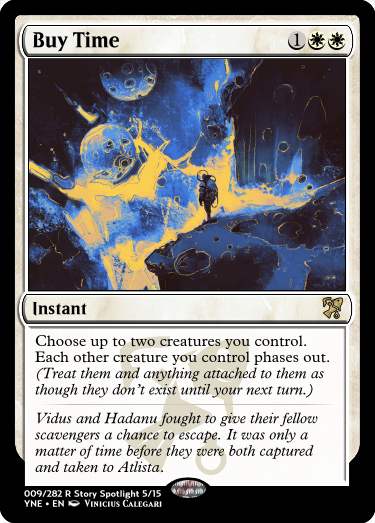 Buy Time 1
Instant
Choose up to two creatures you control.
Each other creature you control phases out.
(Treat them and anything attached to them as
though they don't exist until your next turn.)
Vidus and Hadanu fought to give their fellow
scavengers a chance to escape. It was only a
matter of time before they were both captured
and taken to Atlista.
009/282 R Story Spotlight 5/15
YNE • EN Vinicius Calegari